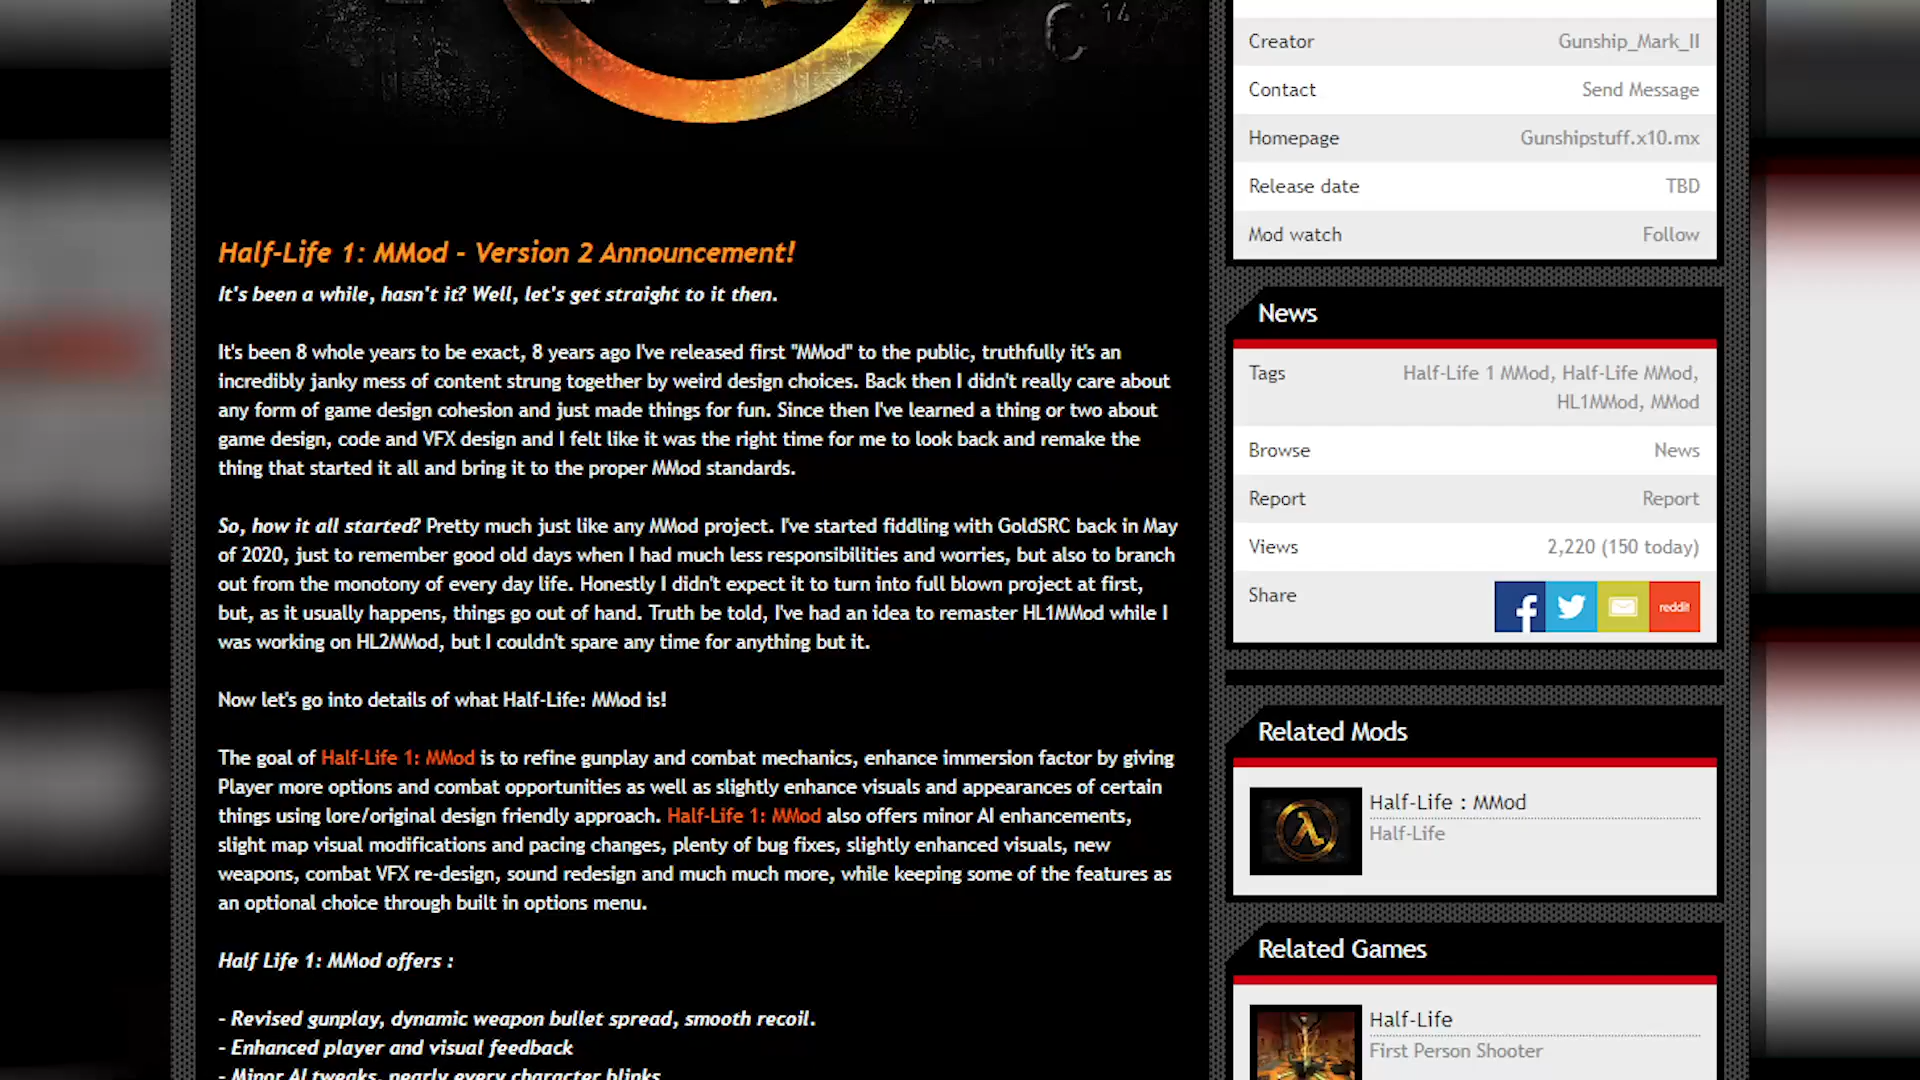 14
Half-Life 1: MMod - Version 2 Announcement!
It's been a while, hasn't it? Well, let's get straight to it then.
It's been 8 whole years to be exact, 8 years ago I've released first "MMod" to the public, truthfully it's an
incredibly janky mess of content strung together by weird design choices. Back then I didn't really care about
any form of game design cohesion and just made things for fun. Since then I've learned a thing or two about
game design, code and VFX design and I felt like it was the right time for me to look back and remake the
thing that started it all and bring it to the proper MMod standards.
So, how it all started? Pretty much just like any MMod project. I've started fiddling with GoldSRC back in May
of 2020, just to remember good old days when I had much less responsibilities and worries, but also to branch
out from the monotony of every day life. Honestly I didn't expect it to turn into full blown project at first,
but, as it usually happens, things go out of hand. Truth be told, I've had an idea to remaster HL1MMod while I
was working on HL2MMod, but I couldn't spare any time for anything but it.
Now let's go into details of what Half-Life: MMod is!
The goal of Half-Life 1: MMod is to refine gunplay and combat mechanics, enhance immersion factor by giving
Player more options and combat opportunities as well as slightly enhance visuals and appearances of certain
things using lore/original design friendly approach. Half-Life 1: MMod also offers minor AI enhancements,
slight map visual modifications and pacing changes, plenty of bug fixes, slightly enhanced visuals, new
weapons, combat VFX re-design, sound redesign and much much more, while keeping some of the features as
an optional choice through built in options menu.
Half Life 1: MMod offers :
- Revised gunplay, dynamic weapon bullet spread, smooth recoil.
- Enhanced player and visual feedback
- Minor AI tweaks, nearly every character blinks
Creator Gunship_Mark_II
Contact Send Message
Homepage Gunshipstuff.x10.mx
Release date TBD
Mod watch Follow
News
Tags Half-Life 1 MMod, Half-Life MMod,
HL1MMod, MMod
Browse News
Report Report
Views 2,220 (150 today)
Share reddit
Related Mods
Half-Life : MMod
Half-Life
Related Games
Half-Life
First Person Shooter